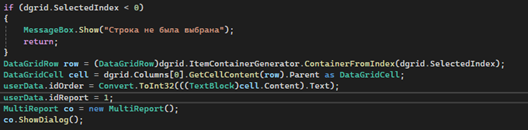 if (dgrid.SelectedIndex < 0)
{
MessageBox.Show("Строка не была выбрана");
return;
}
DataGridRow row = (DataGridRow)dgrid.ItemContainerGenerator.ContainerFromIndex(dgrid.SelectedIndex);
DataGridCell cell = dgrid.Columns[0].GetCellContent(row).Parent as DataGridCell;
userData.idOrder = Convert.ToInt32(((TextBlock)cell.Content).Text);
userData.idReport = 1;
MultiReport co = new MultiReport();
co.ShowDialog();